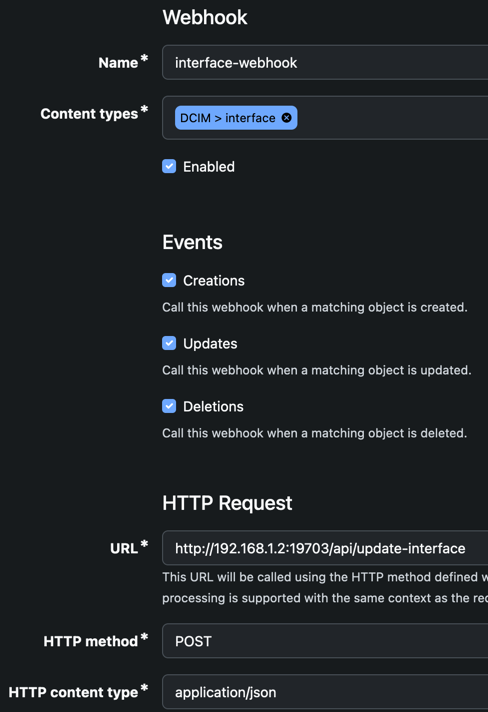 Webhook
Name*
interface-webhook
Content types*
DCIM > interface
Enabled
Events
Creations
Call this webhook when a matching object is created.
Updates
Call this webhook when a matching object is updated.
Deletions
Call this webhook when a matching object is deleted.
HTTP Request
URL*
http://192.168.1.2:19703/api/update-interface
This URL will be called using the HTTP method defined
processing is supported with the same context as the
HTTP method*
POST
HTTP content type*
application/json